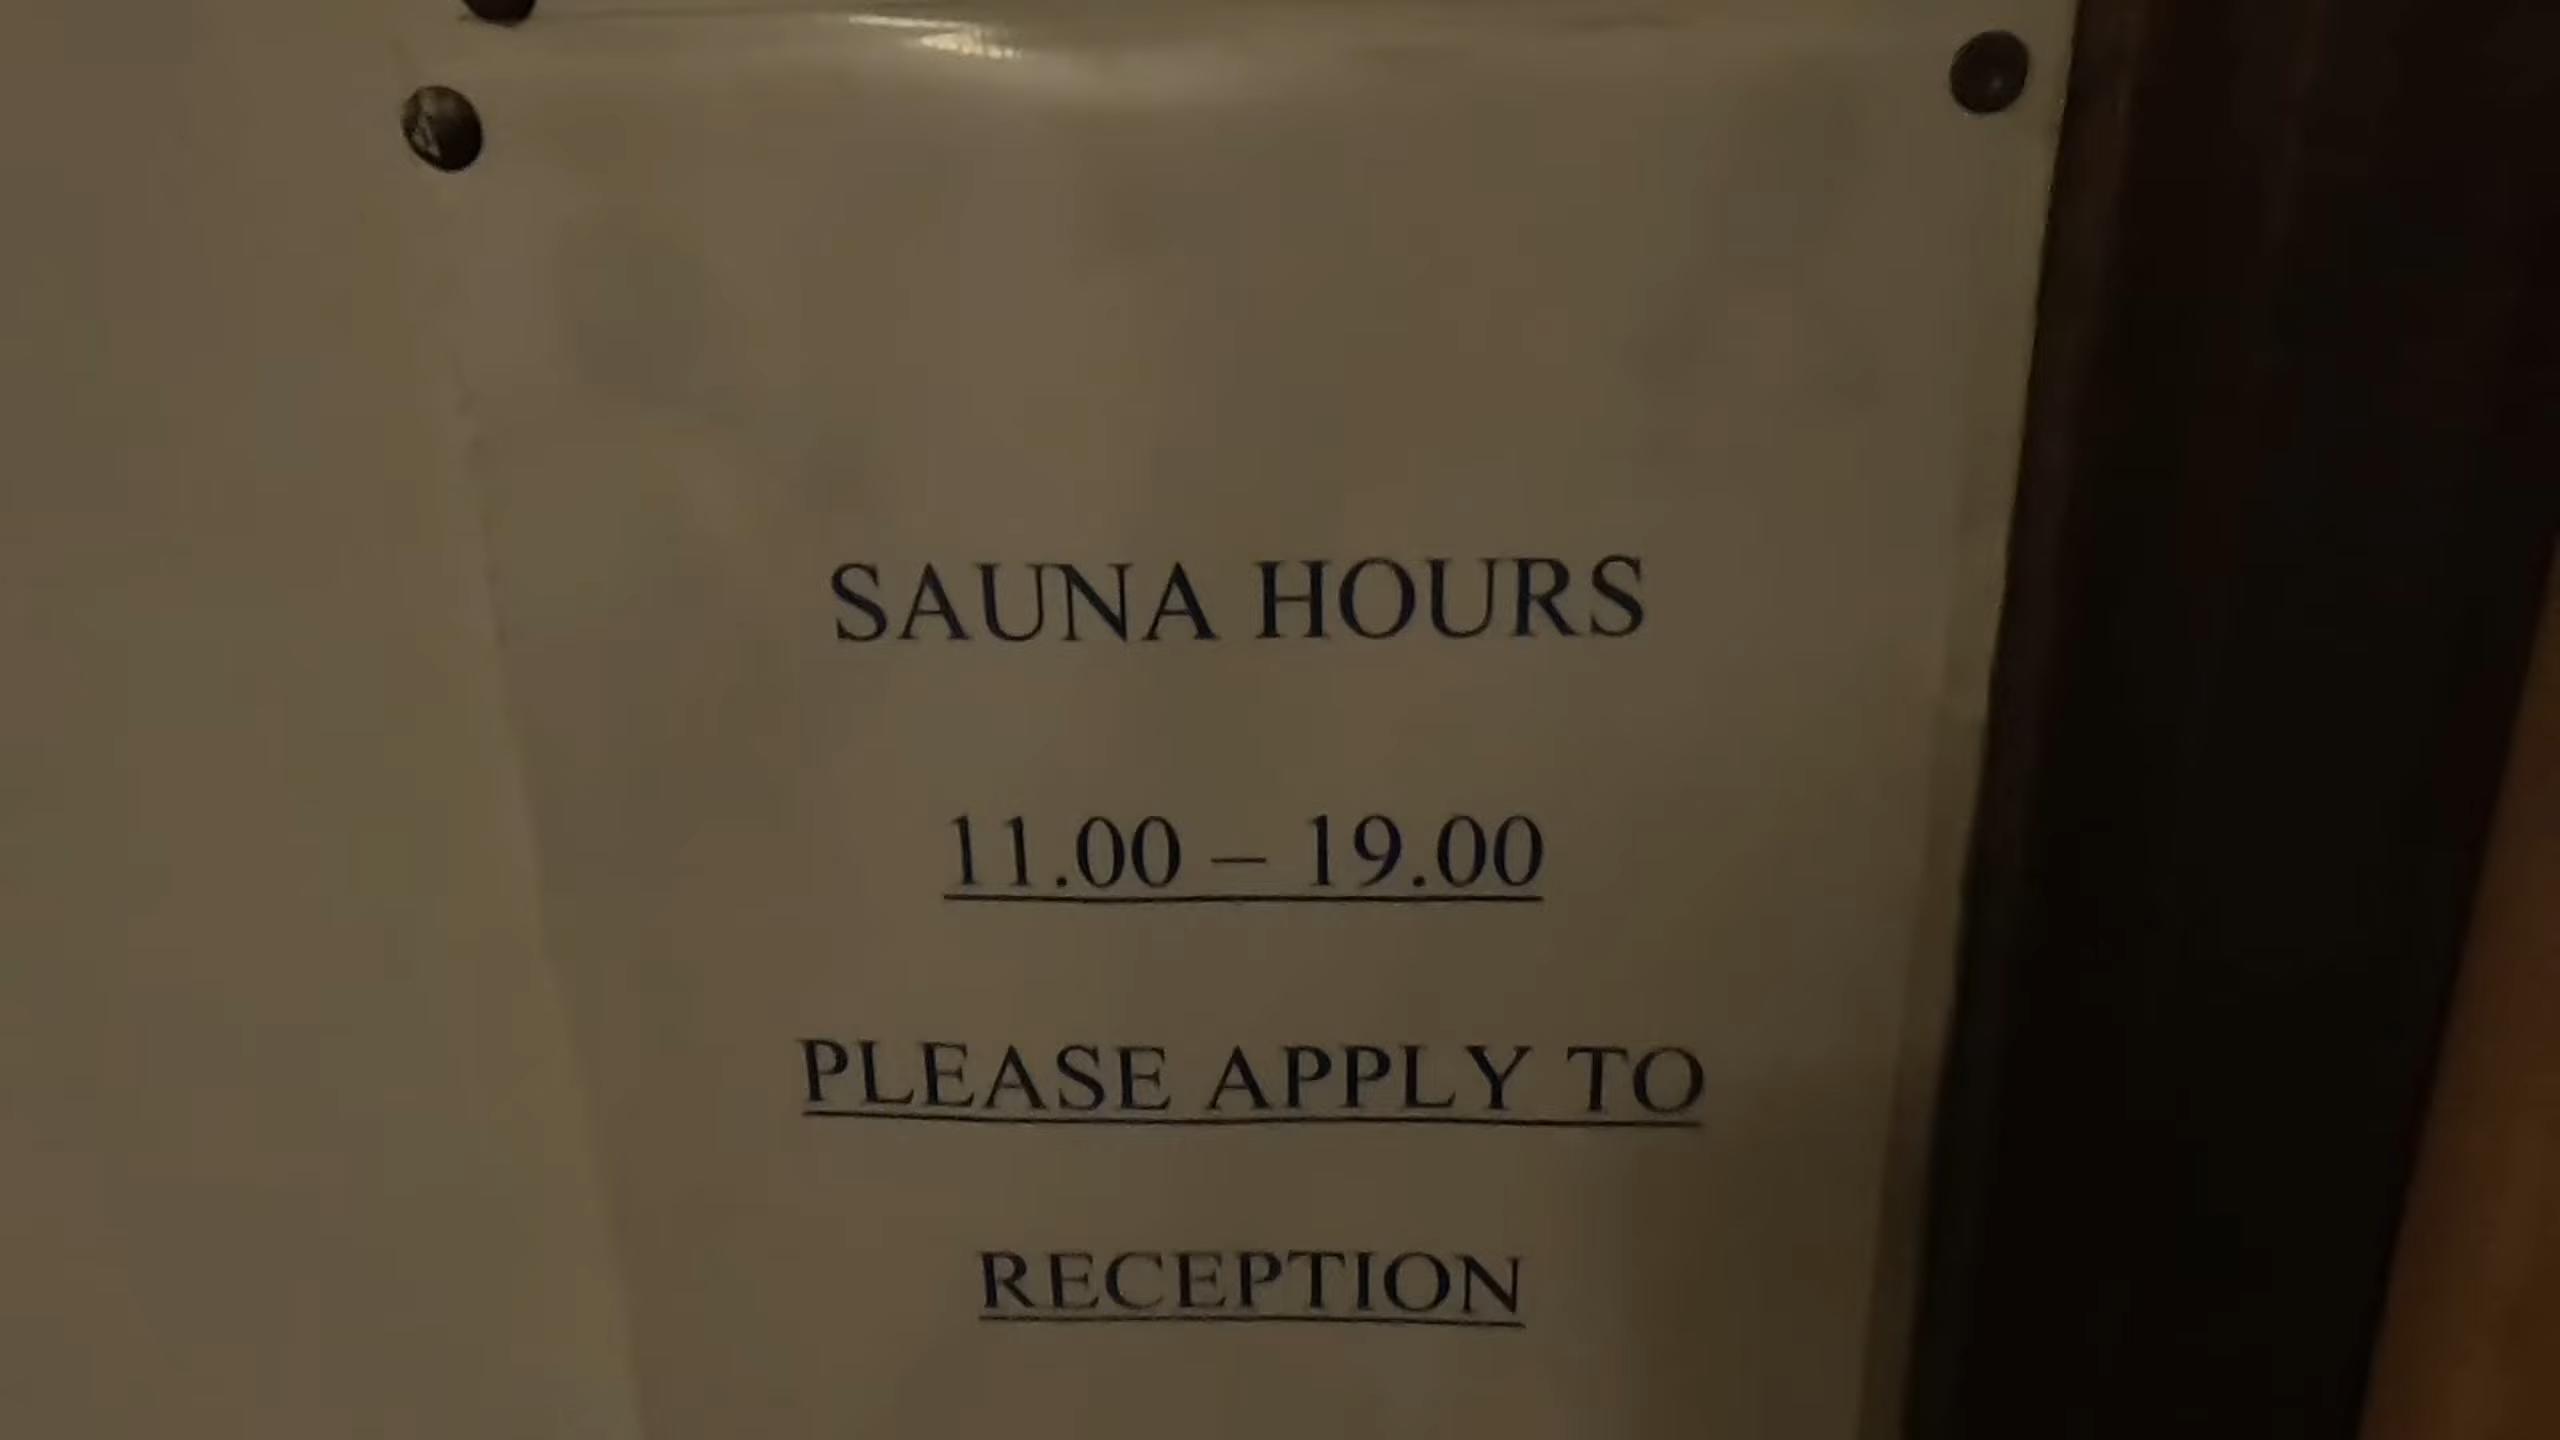 SAUNA HOURS
11.00 – 19.00
PLEASE APPLY TO
RECEPTION